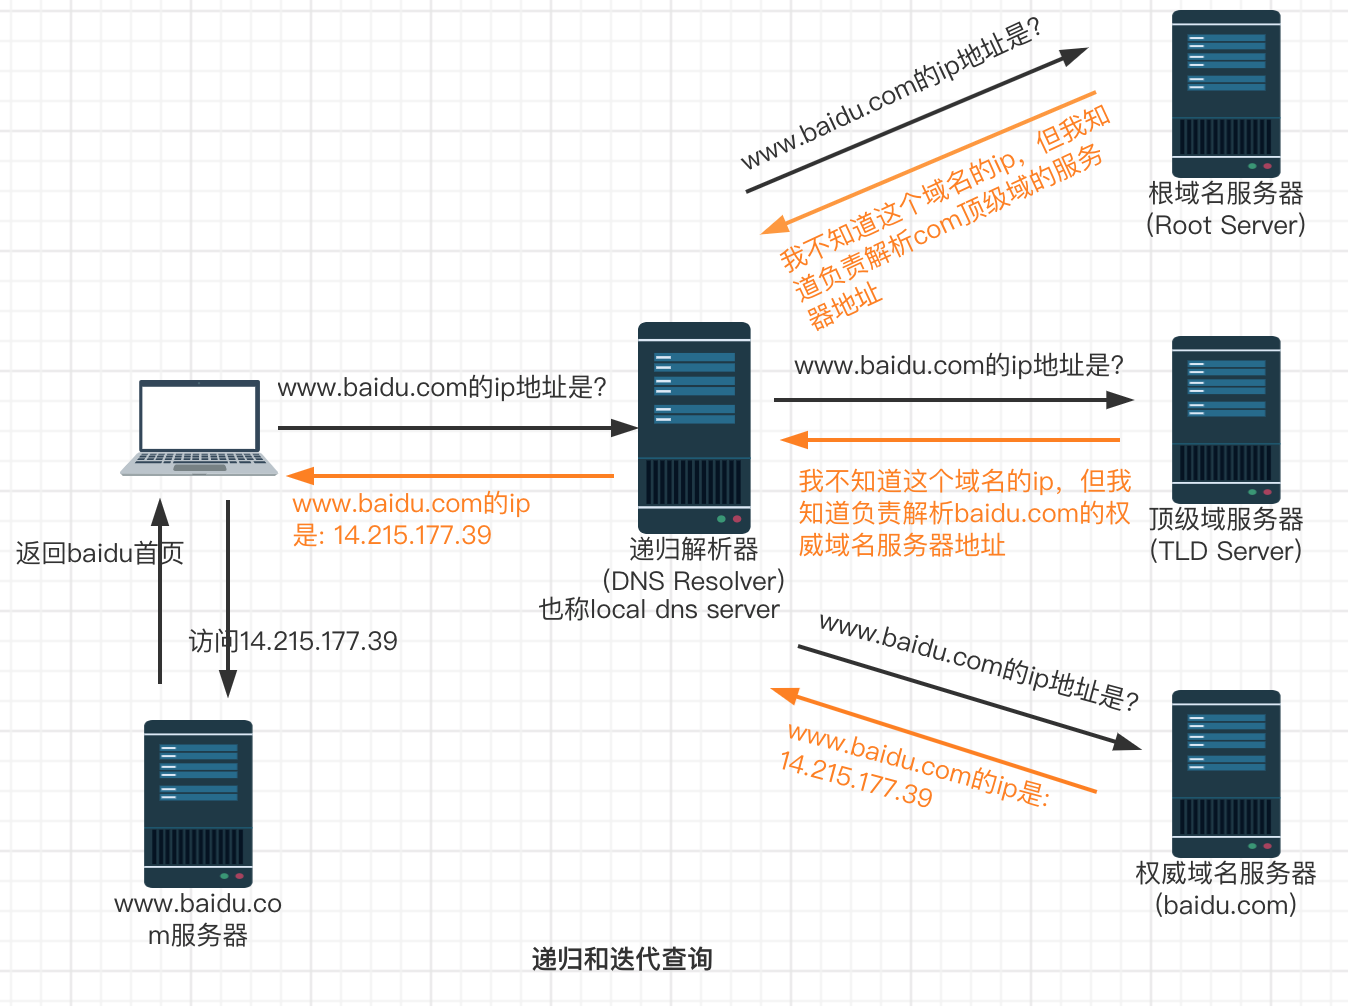 www.baidu.com的ip地址是?
我不知道这个域名的ip，但我知
道负责解析com顶级域的服务
器地址
根域名服务器
(Root Server)
www.baidu.com的ip地址是?
www.baidu.com的ip
是: 14.215.177.39
递归解析器
(DNS Resolver)
也称local dns server
www.baidu.com的ip地址是?
我不知道这个域名的ip，但我
知道负责解析baidu.com的权
威域名服务器地址
顶级域服务器
(TLD Server)
返回baidu首页
访问14.215.177.39
www.baidu.com的ip地址是?
www.baidu.com的ip是:
14.215.177.39
权威域名服务器
(baidu.com)
www.baidu.co
m服务器
递归和迭代查询